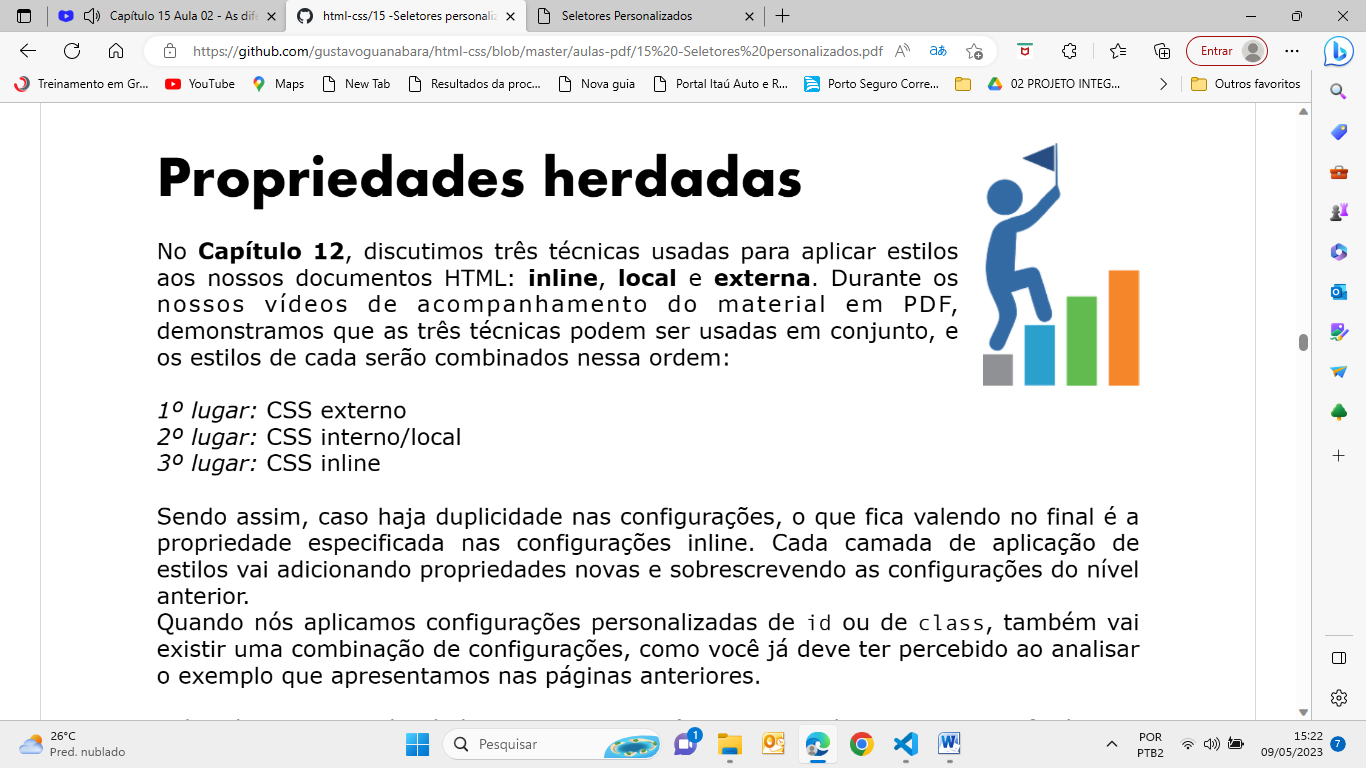 Capítulo 15 Aula 02 - As dife
html-css/15 -Seletores personaliz
Seletores Personalizados
https://github.com/gustavoguanabara/html-css/blob/master/aulas-pdf/15%20-Seletores%20personalizados.pdf
Entrar
Treinamento em Gr...
YouTube
Maps
New Tab
Resultados da proc...
Nova guia
Portal Itaú Auto e R...
Porto Seguro Corre...
02 PROJETO INTEG...
Outros favoritos
Propriedades herdadas
No Capítulo 12, discutimos três técnicas usadas para aplicar estilos
aos nossos documentos HTML: inline, local e externa. Durante os
nossos vídeos de acompanhamento do material em PDF,
demonstramos que as três técnicas podem ser usadas em conjunto, e
os estilos de cada serão combinados nessa ordem:
1º lugar: CSS externo
2º lugar: CSS interno/local
3º lugar: CSS inline
Sendo assim, caso haja duplicidade nas configurações, o que fica valendo no final é a
propriedade especificada nas configurações inline. Cada camada de aplicação de
estilos vai adicionando propriedades novas e sobrescrevendo as configurações do nível
anterior.
Quando nós aplicamos configurações personalizadas de id ou de class, também vai
existir uma combinação de configurações, como você já deve ter percebido ao analisar
o exemplo que apresentamos nas páginas anteriores.
26°C
Pred. nublado
Pesquisar
1
POR
PTB2
15:22
09/05/2023
7